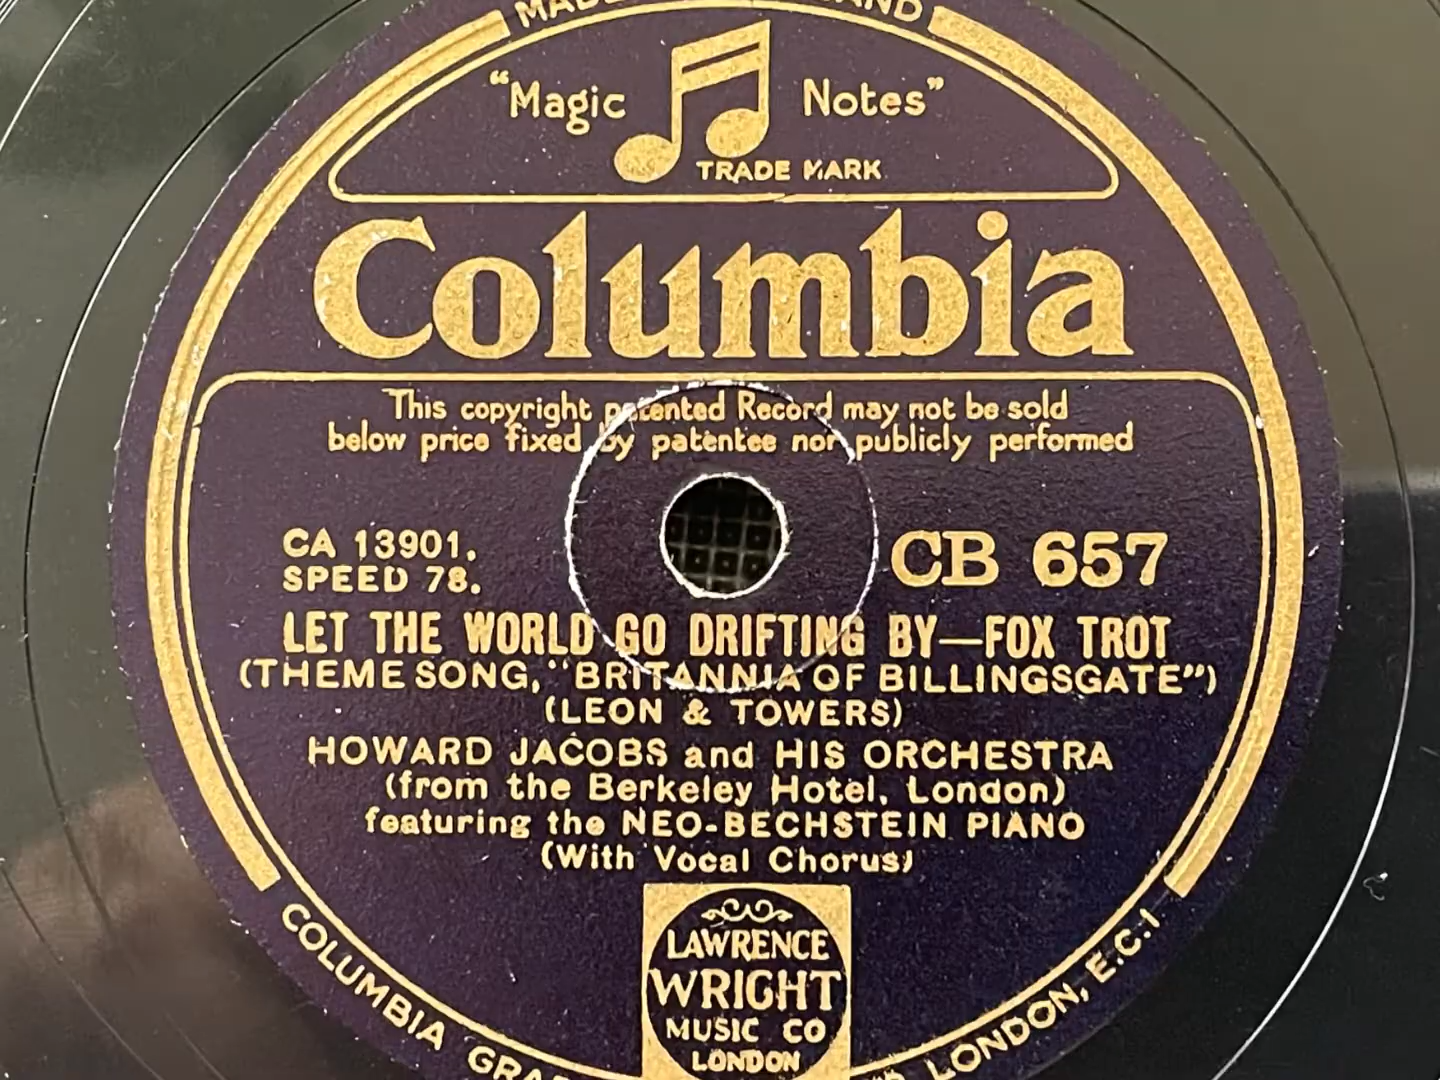 MADE
“Magic Notes”
TRADE MARK
Columbia
This copyright patented Record may not be sold
below price fixed by patentee nor publicly performed
CA 13901.
SPEED 78.
CB 657
LET THE WORLD GO DRIFTING BY—FOX TROT
(THEME SONG, “BRITANNIA OF BILLINGSGATE”)
(LEON & TOWERS)
HOWARD JACOBS and HIS ORCHESTRA
(from the Berkeley Hotel, London)
featuring the NEO-BECHSTEIN PIANO
(With Vocal Chorus)
LAWRENCE
WRIGHT
MUSIC CO
LONDON
COLUMBIA LONDON, E.C.1